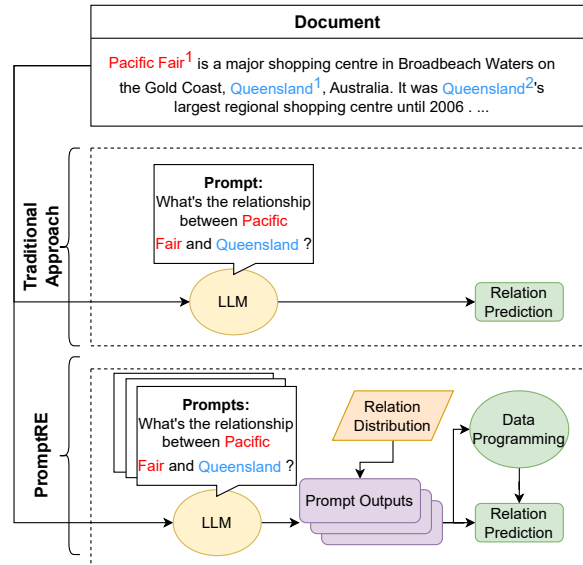 Document
Pacific Fair1 is a major shopping centre in Broadbeach Waters on
the Gold Coast, Queensland1, Australia. It was Queensland2's
largest regional shopping centre until 2006 . ...
Traditional
Approach
Prompt:
What's the relationship
between Pacific
Fair and Queensland ?
LLM
Relation
Prediction
PromptRE
Prompts:
What's the relationship
between Pacific
Fair and Queensland ?
LLM
Relation
Distribution
Prompt Outputs
Data
Programming
Relation
Prediction